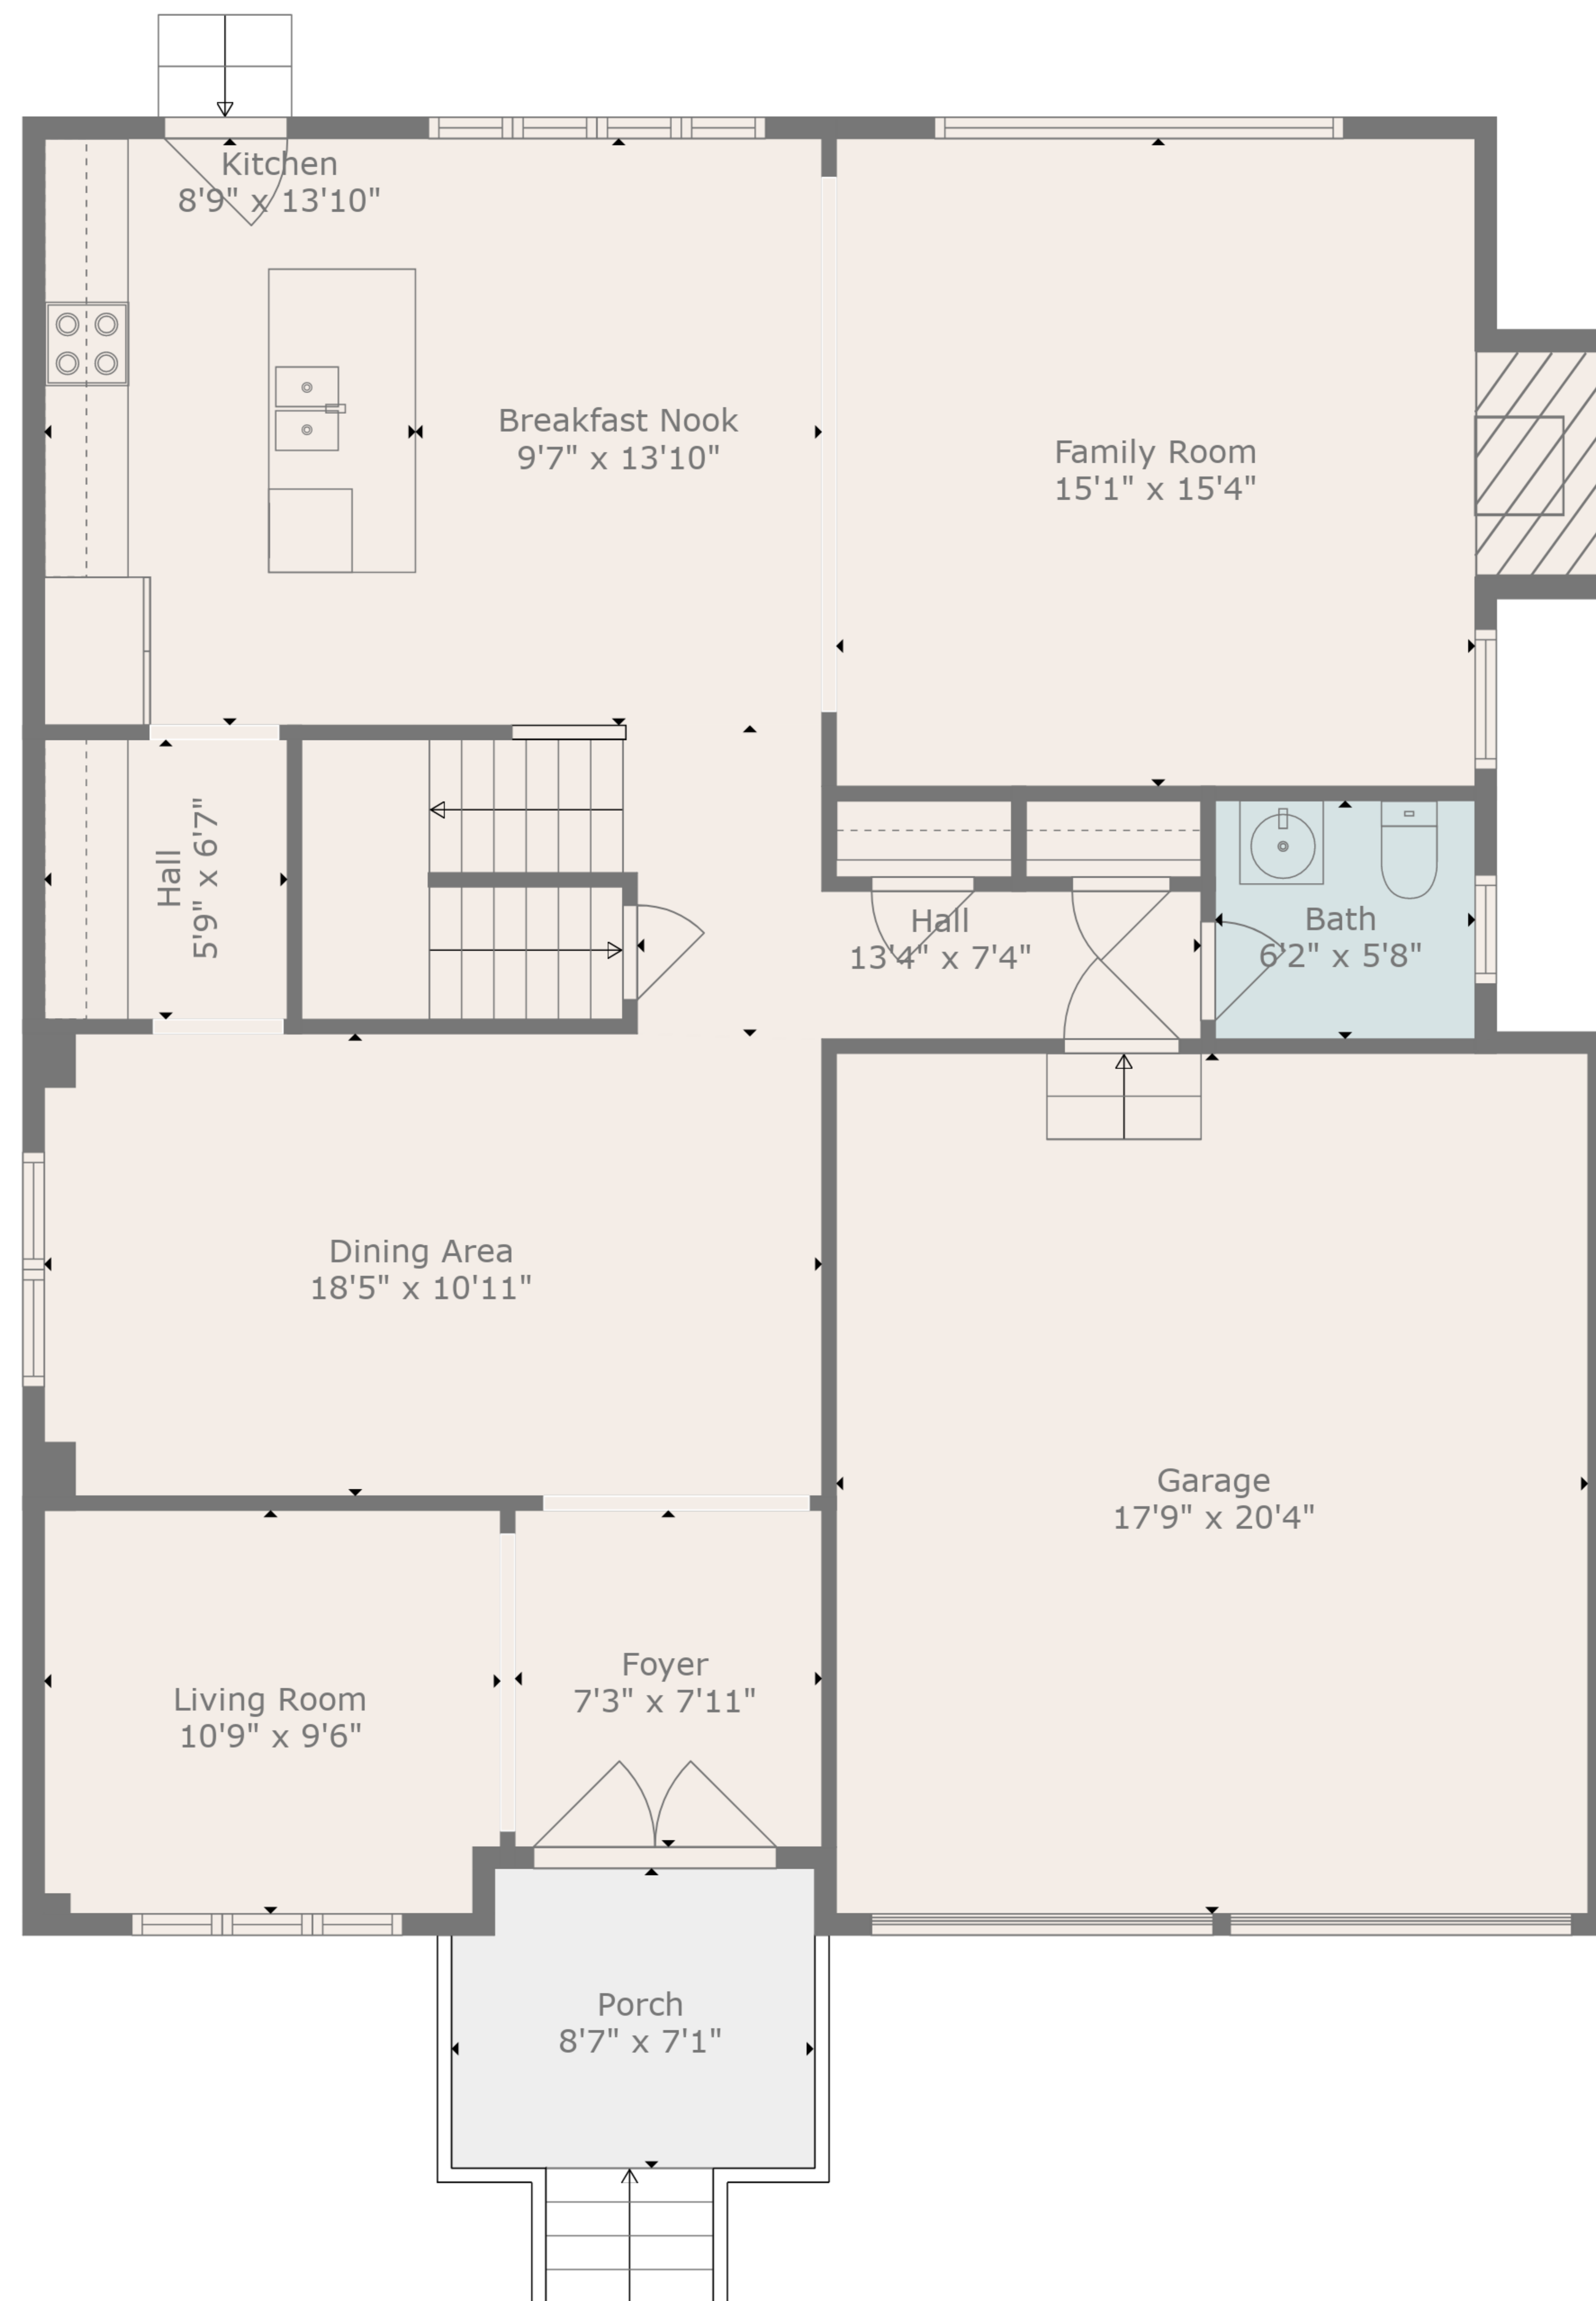 Kitchen
8'9" x 13'10"
Breakfast Nook
9'7" x 13'10"
Family Room
15'1" x 15'4"
Hall
5'9" x 6'7"
Hall
13'4" x 7'4"
Bath
6'2" x 5'8"
Dining Area
18'5" x 10'11"
Garage
17'9" x 20'4"
Foyer
7'3" x 7'11"
Living Room
10'9" x 9'6"
Porch
8'7" x 7'1"